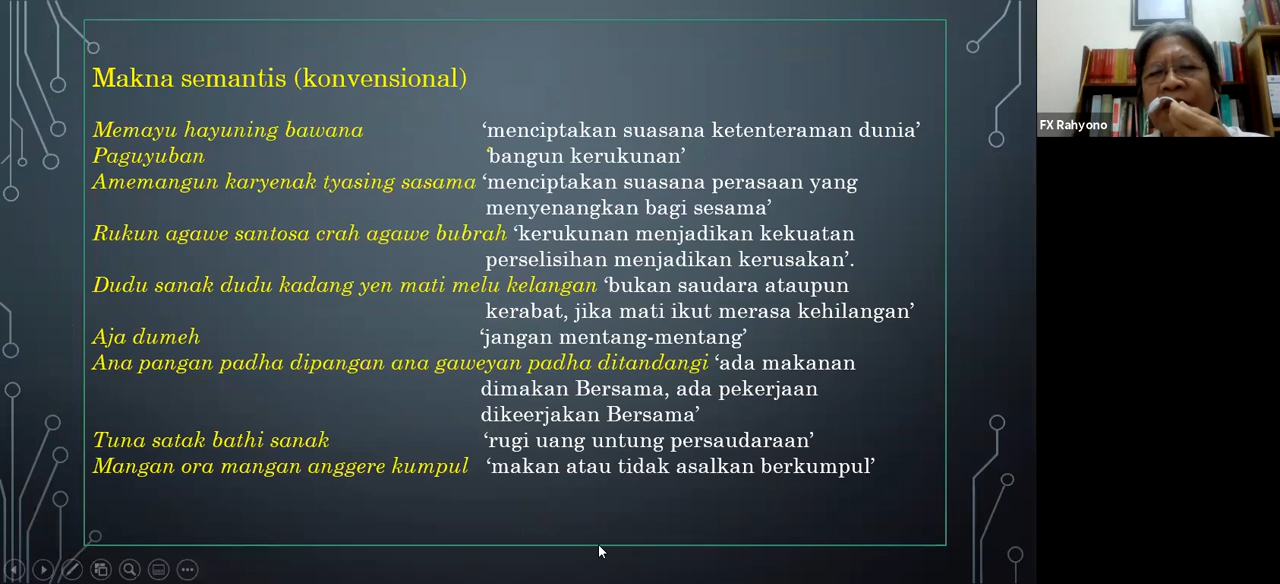 Makna semantis (konvensional)
Memayu hayuning bawana ‘menciptakan suasana ketenteraman dunia’
Paguyuban ‘bangun kerukunan’
Amemangun karyenak tyasing sasama ‘menciptakan suasana perasaan yang
menyenangkan bagi sesama’
Rukun agawe santosa crah agawe bubrah ‘kerukunan menjadikan kekuatan
perselisihan menjadikan kerusakan’.
Dudu sanak dudu kadang yen mati melu kelangan ‘bukan saudara ataupun
kerabat, jika mati ikut merasa kehilangan’
Aja dumeh ‘jangan mentang-mentang’
Ana pangan padha dipangan ana gaweyan padha ditandangi ‘ada makanan
dimakan Bersama, ada pekerjaan
dikeerjakan Bersama’
Tuna satak bathi sanak ‘rugi uang untung persaudaraan’
Mangan ora mangan anggere kumpul ‘makan atau tidak asalkan berkumpul’
FX Rahyono